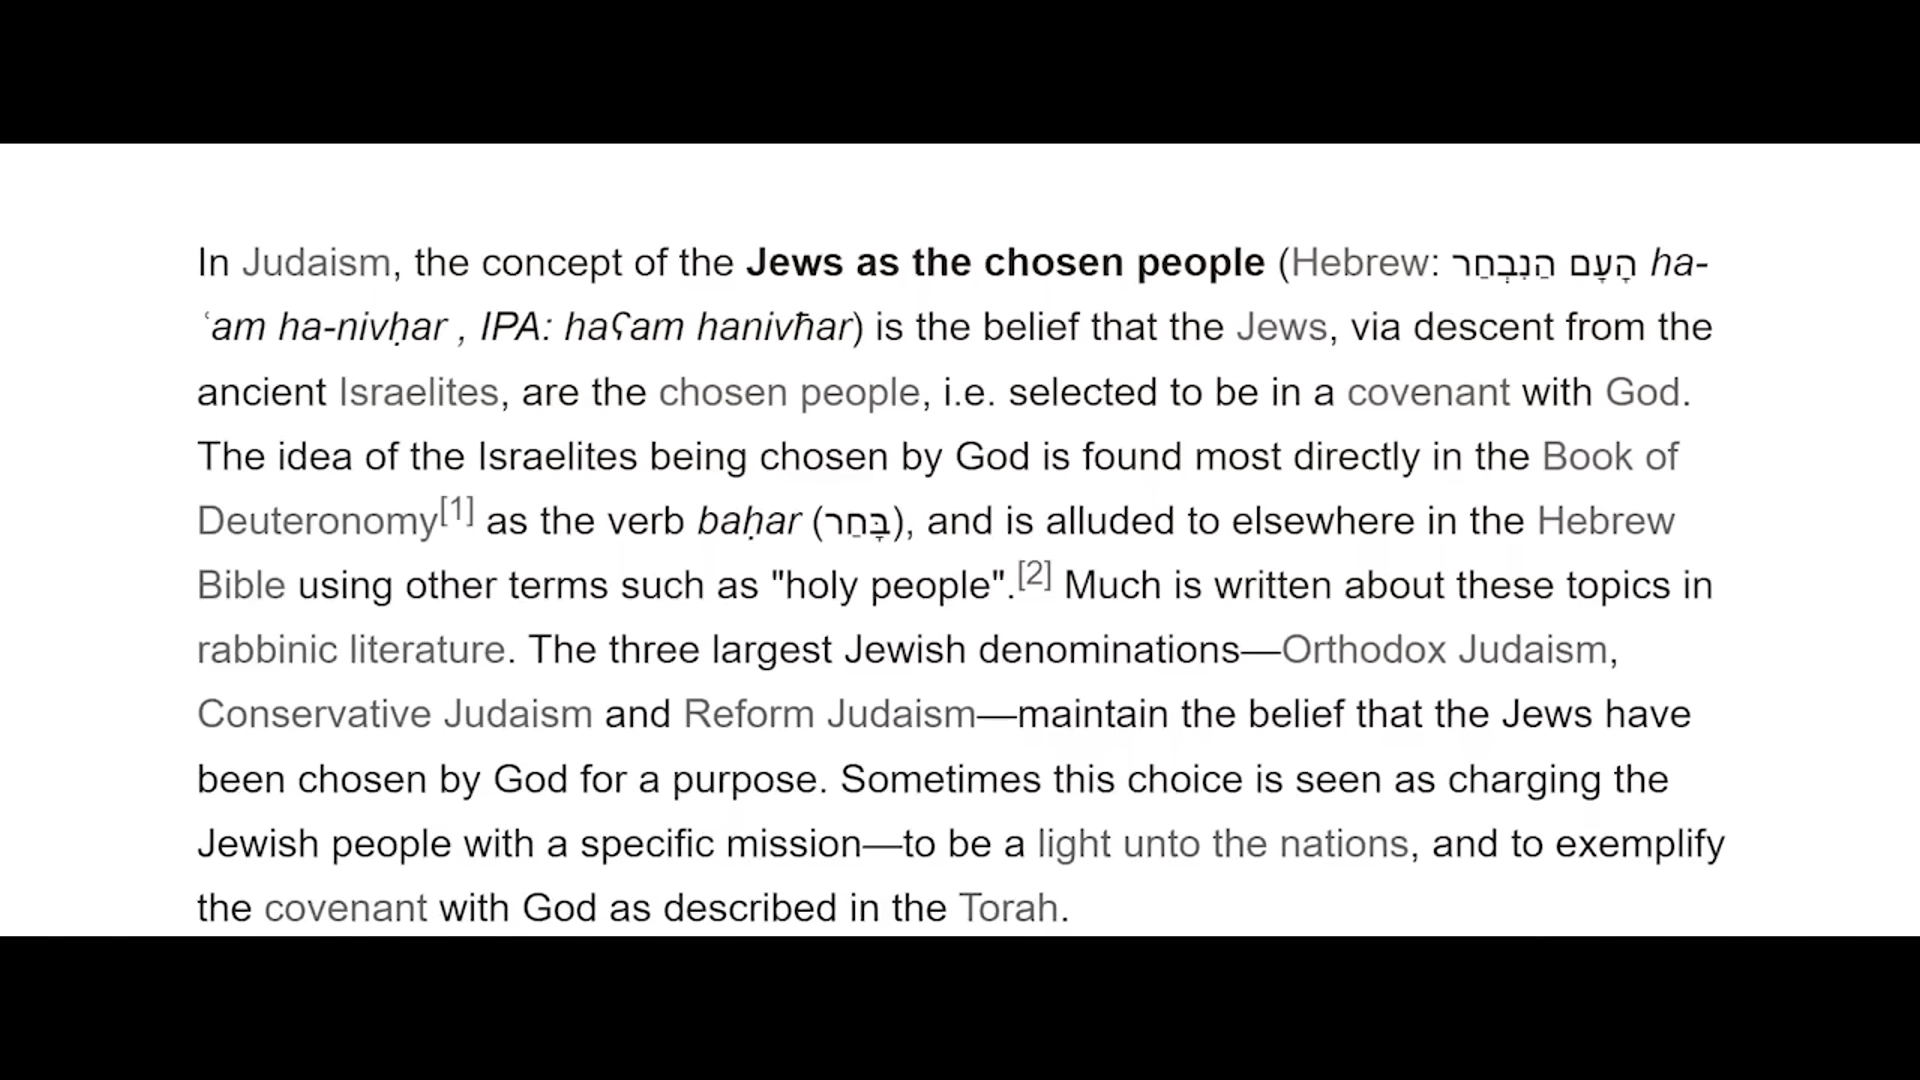 In Judaism, the concept of the Jews as the chosen people (Hebrew: הָעָם הַנִבְחַר ha-
ʿam ha-nivḥar , IPA: haʕam hanivħar) is the belief that the Jews, via descent from the
ancient Israelites, are the chosen people, i.e. selected to be in a covenant with God.
The idea of the Israelites being chosen by God is found most directly in the Book of
Deuteronomy[1] as the verb baḥar (בָּחַר), and is alluded to elsewhere in the Hebrew
Bible using other terms such as "holy people".[2] Much is written about these topics in
rabbinic literature. The three largest Jewish denominations—Orthodox Judaism,
Conservative Judaism and Reform Judaism—maintain the belief that the Jews have
been chosen by God for a purpose. Sometimes this choice is seen as charging the
Jewish people with a specific mission—to be a light unto the nations, and to exemplify
the covenant with God as described in the Torah.